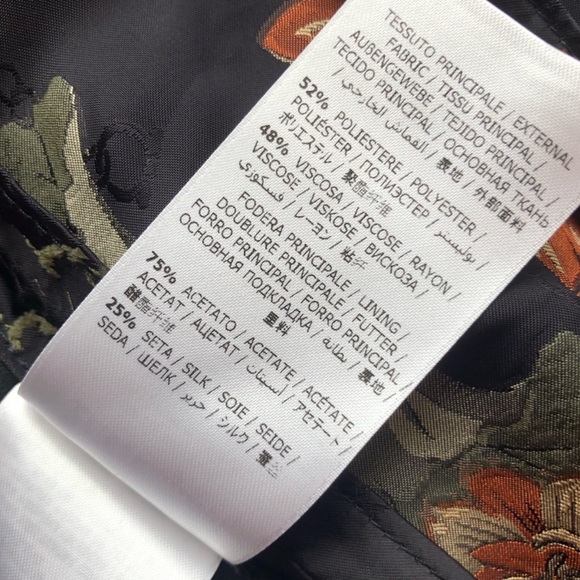 TESSUTO PRINCIPALE / EXTERNAL
FABRIC / TISSU PRINCIPAL /
AUßENGEWEBE / TEJIDO PRINCIPAL /
TECIDO PRINCIPAL / ОСНОВНАЯ ТКАНЬ
/ القماش الخارجي / 表地 / 外部面料
52% POLIESTERE / POLYESTER /
POLIÉSTER / ПОЛИЭСТЕР / بوليستر /
ポリエステル / 聚酯纤维
48% VISCOSA / VISCOSE / RAYON /
VISCOSE / VISKOSE / ВИСКОЗА /
فيسكوزي / レーヨン / 粘纤
FODERA PRINCIPALE / LINING /
DOUBLURE PRINCIPALE / FUTTER /
FORRO PRINCIPAL / FORRO PRINCIPAL /
ОСНОВНАЯ ПОДКЛАДКА / بطانة / 裏地 /
里料
75% ACETATO / ACETATE / ACÉTATE /
ACETAT / АЦЕТАТ / أسيتات / アセテート /
醋酯纤维
25% SETA / SILK / SOIE / SEIDE /
SEDA / ШЕЛК / حرير / シルク /